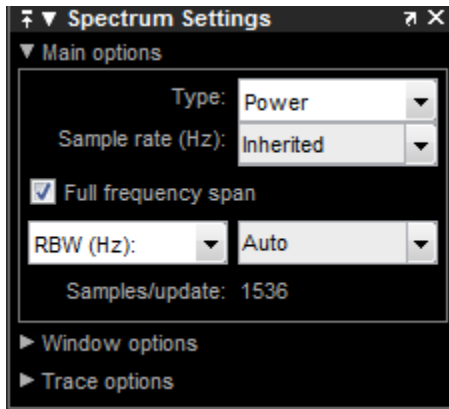 Spectrum Settings
Main options
Type: Power
Sample rate (Hz): Inherited
Full frequency span
RBW (Hz): Auto
Samples/update: 1536
Window options
Trace options